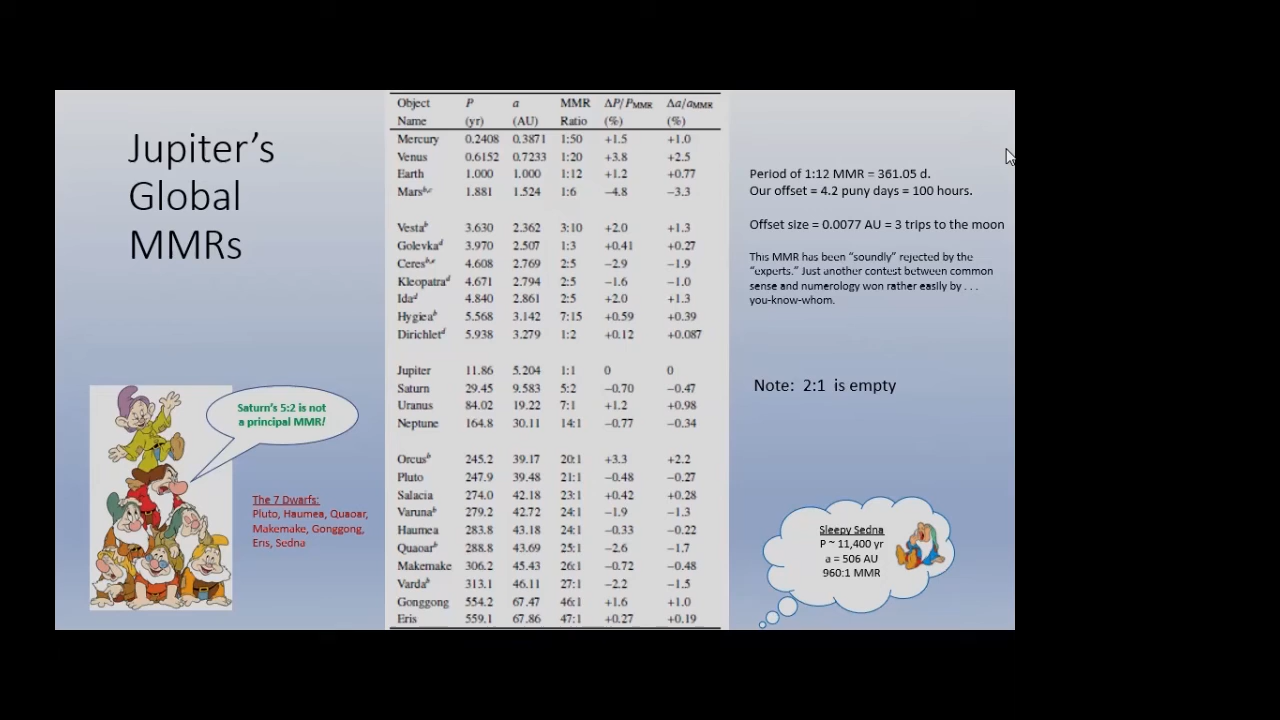 Jupiter's
Global
MMRs
Object P a MMR ΔP/P_MMR Δa/a_MMR
Name (yr) (AU) Ratio (%) (%)
Mercury 0.2408 0.3871 1:50 +1.5 +1.0
Venus 0.6152 0.7233 1:20 +3.8 +2.5
Earth 1.000 1.000 1:12 +1.2 +0.77
Mars^b,c 1.881 1.524 1:6 −4.8 −3.3
Vesta^b 3.630 2.362 3:10 +2.0 +1.3
Golevka^d 3.970 2.507 1:3 +0.41 +0.27
Ceres^b,e 4.608 2.769 2:5 −2.9 −1.9
Kleopatra^d 4.671 2.794 2:5 −1.6 −1.0
Ida^d 4.840 2.861 2:5 +2.0 +1.3
Hygiea^b 5.568 3.142 7:15 +0.59 +0.39
Dirichlet^d 5.938 3.279 1:2 +0.12 +0.087
Jupiter 11.86 5.204 1:1 0 0
Saturn 29.45 9.583 5:2 −0.70 −0.47
Uranus 84.02 19.22 7:1 +1.2 +0.98
Neptune 164.8 30.11 14:1 −0.77 −0.34
Orcus^b 245.2 39.17 20:1 +3.3 +2.2
Pluto 247.9 39.48 21:1 −0.48 −0.27
Salacia 274.0 42.18 23:1 +0.42 +0.28
Varuna^b 279.2 42.72 24:1 −1.9 −1.3
Haumea 283.8 43.18 24:1 −0.33 −0.22
Quaoar^b 288.8 43.69 25:1 −2.6 −1.7
Makemake 306.2 45.43 26:1 −0.72 −0.48
Varda^b 313.1 46.11 27:1 −2.2 −1.5
Gonggong 554.2 67.47 46:1 +1.6 +1.0
Eris 559.1 67.86 47:1 +0.27 +0.19
Period of 1:12 MMR = 361.05 d.
Our offset = 4.2 puny days = 100 hours.
Offset size = 0.0077 AU = 3 trips to the moon
This MMR has been "soundly" rejected by the
"experts." Just another contest between common
sense and numerology won rather easily by . . .
you-know-whom.
Note: 2:1 is empty
Saturn's 5:2 is not
a principal MMR!
The 7 Dwarfs:
Pluto, Haumea, Quaoar,
Makemake, Gonggong,
Eris, Sedna
Sleepy Sedna
P ~ 11,400 yr
a = 506 AU
960:1 MMR